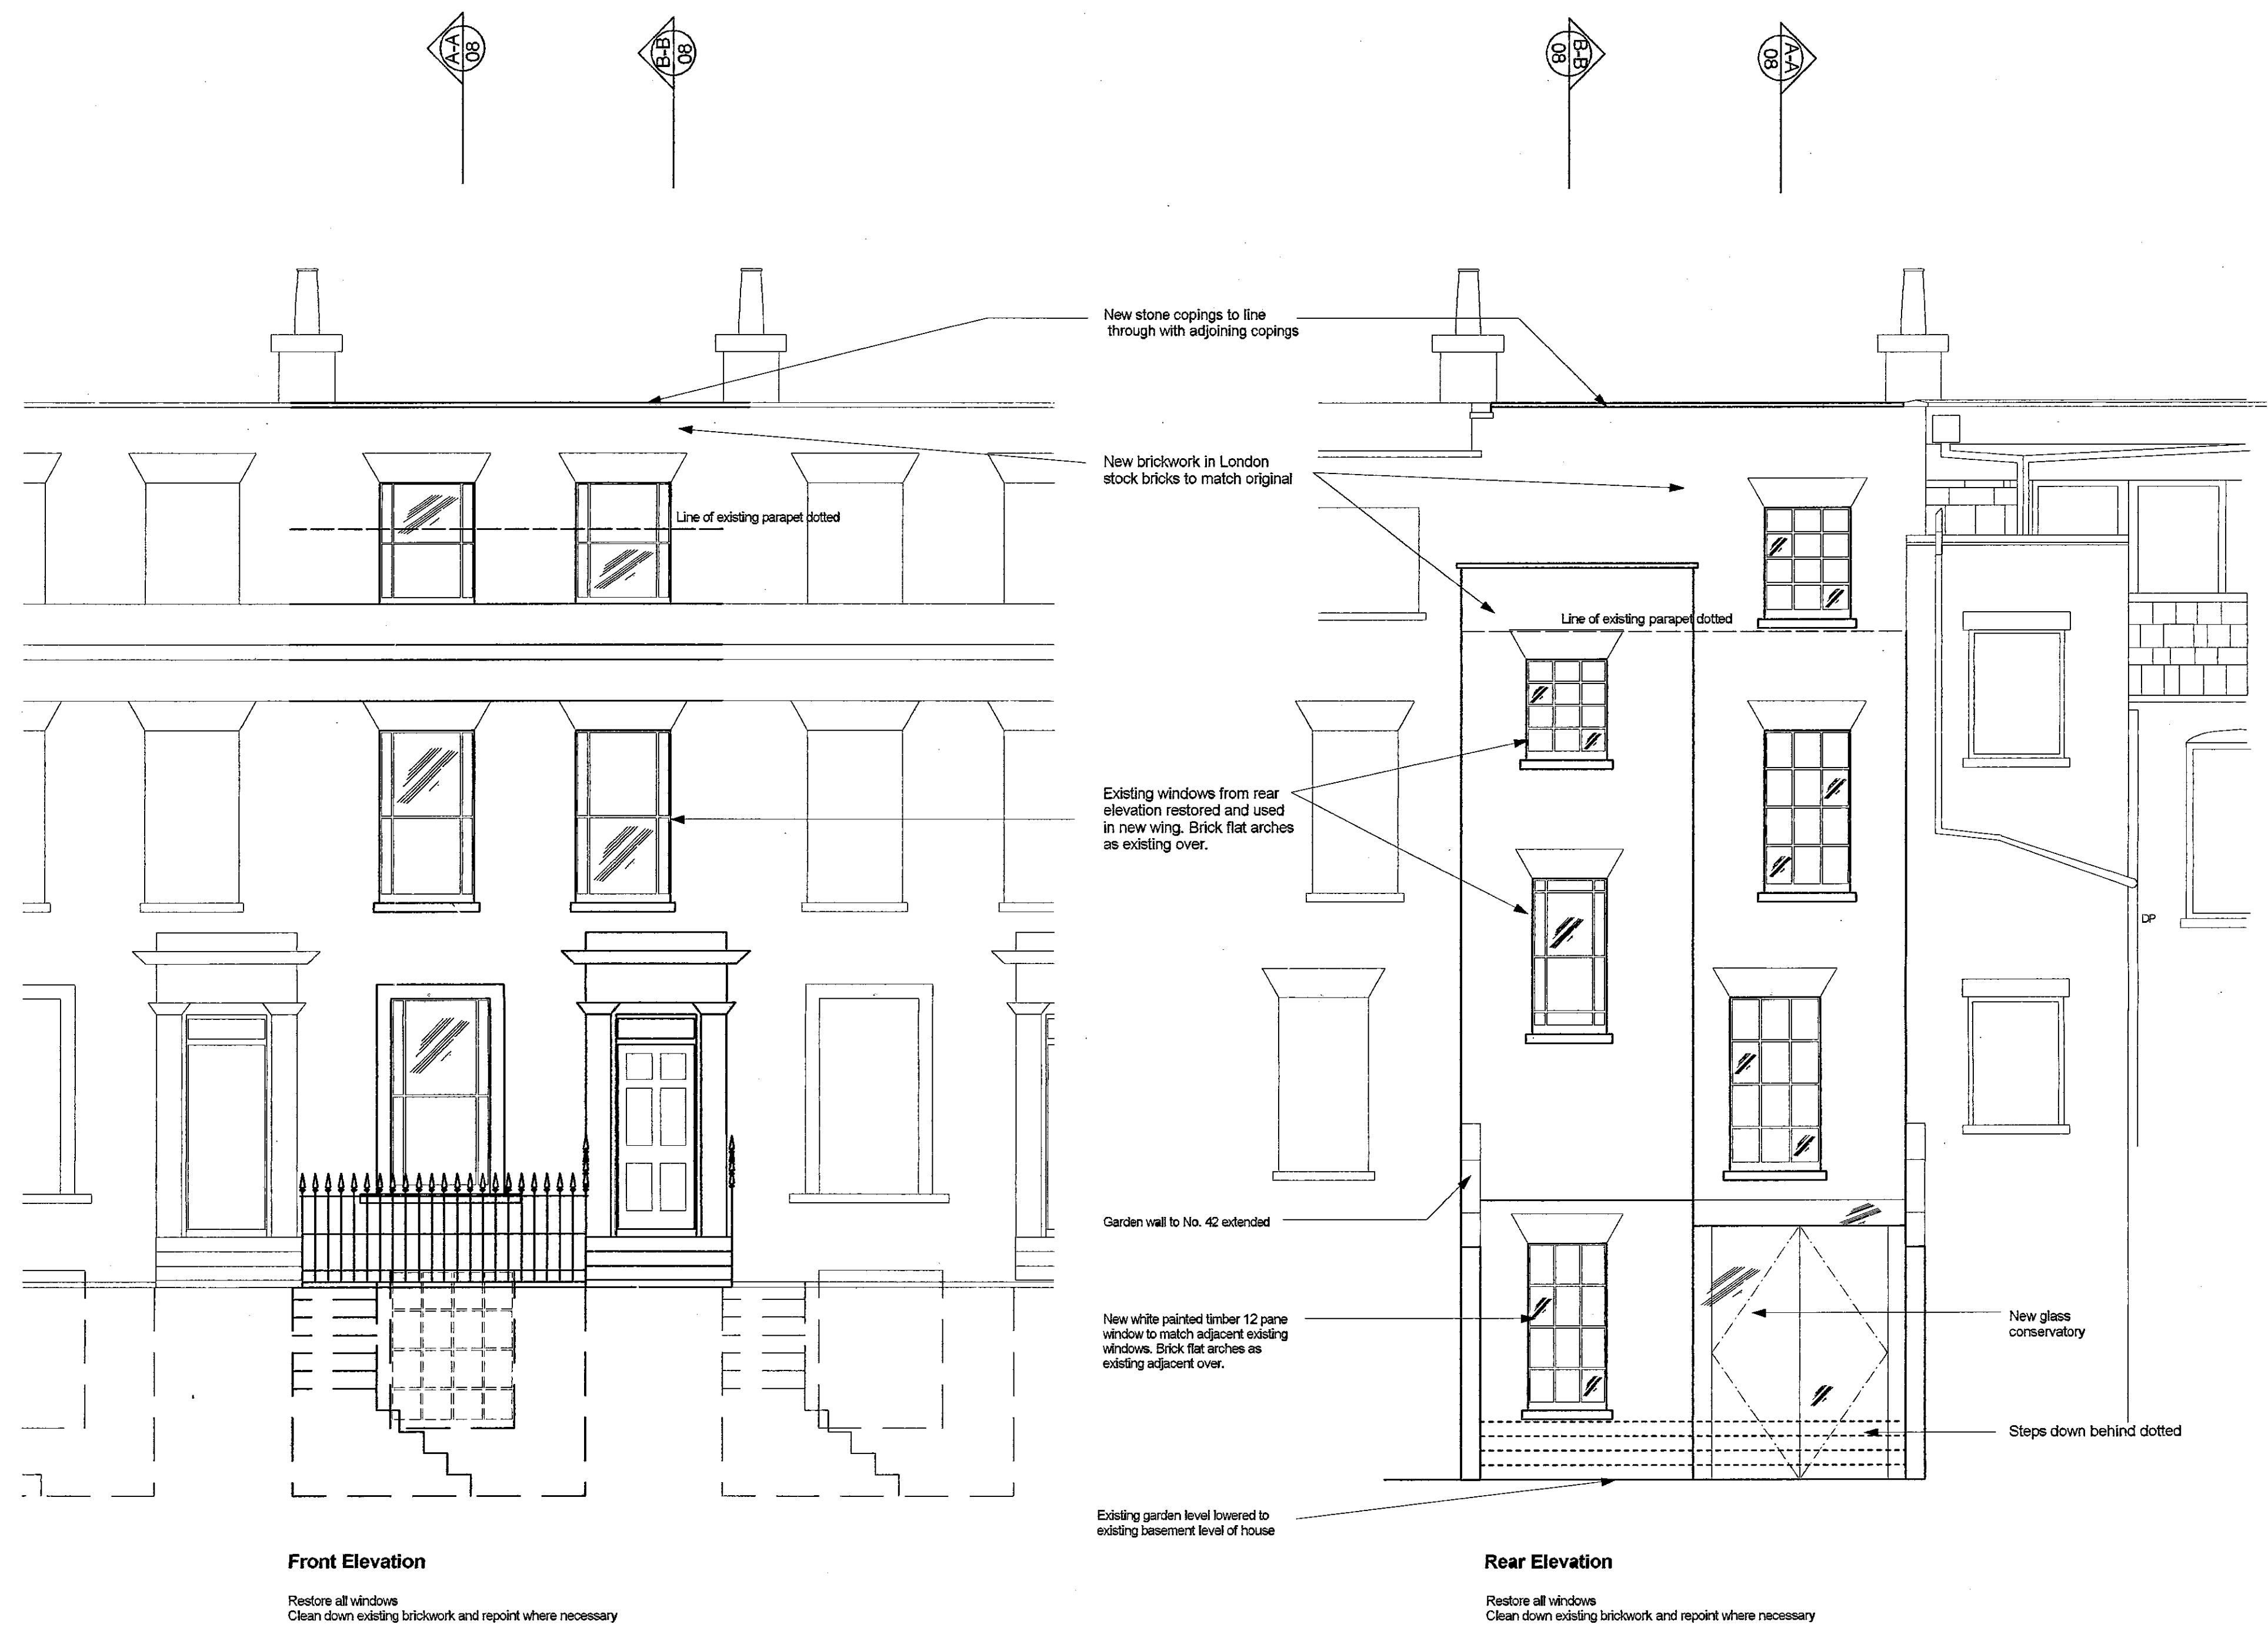 A-A
08
B-B
08
B-B
08
A-A
08
New stone copings to line
through with adjoining copings
New brickwork in London
stock bricks to match original
Line of existing parapet dotted
Line of existing parapet dotted
Existing windows from rear
elevation restored and used
in new wing. Brick flat arches
as existing over.
DP
Garden wall to No. 42 extended
New white painted timber 12 pane
window to match adjacent existing
windows. Brick flat arches as
existing adjacent over.
New glass
conservatory
Steps down behind dotted
Existing garden level lowered to
existing basement level of house
Front Elevation
Restore all windows
Clean down existing brickwork and repoint where necessary
Rear Elevation
Restore all windows
Clean down existing brickwork and repoint where necessary